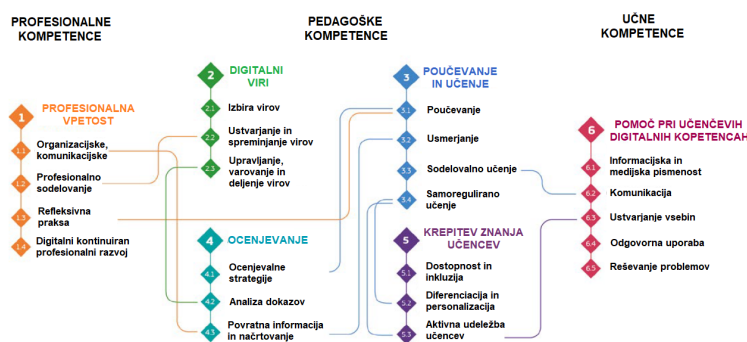 PROFESIONALNE
KOMPETENCE
PEDAGOŠKE
KOMPETENCE
UČNE
KOMPETENCE
1
PROFESIONALNA
VPETOST
1.1
Organizacijske,
komunikacijske
1.2
Profesionalno
sodelovanje
1.3
Refleksivna
praksa
1.4
Digitalni kontinuiran
profesionalni razvoj
2
DIGITALNI
VIRI
2.1
Izbira virov
2.2
Ustvarjanje in
spreminjanje virov
2.3
Upravljanje,
varovanje in
deljenje virov
4
OCENJEVANJE
4.1
Ocenjevalne
strategije
4.2
Analiza dokazov
4.3
Povratna informacija
in načrtovanje
3
POUČEVANJE
IN UČENJE
3.1
Poučevanje
3.2
Usmerjanje
3.3
Sodelovalno učenje
3.4
Samoregulirano
učenje
5
KREPITEV ZNANJA
UČENCEV
5.1
Dostopnost in
inkluzija
5.2
Diferenciacija in
personalizacija
5.3
Aktivna udeležba
učencev
6
POMOČ PRI UČENČEVIH
DIGITALNIH KOPETENCAH
6.1
Informacijska in
medijska pismenost
6.2
Komunikacija
6.3
Ustvarjanje vsebin
6.4
Odgovorna uporaba
6.5
Reševanje problemov